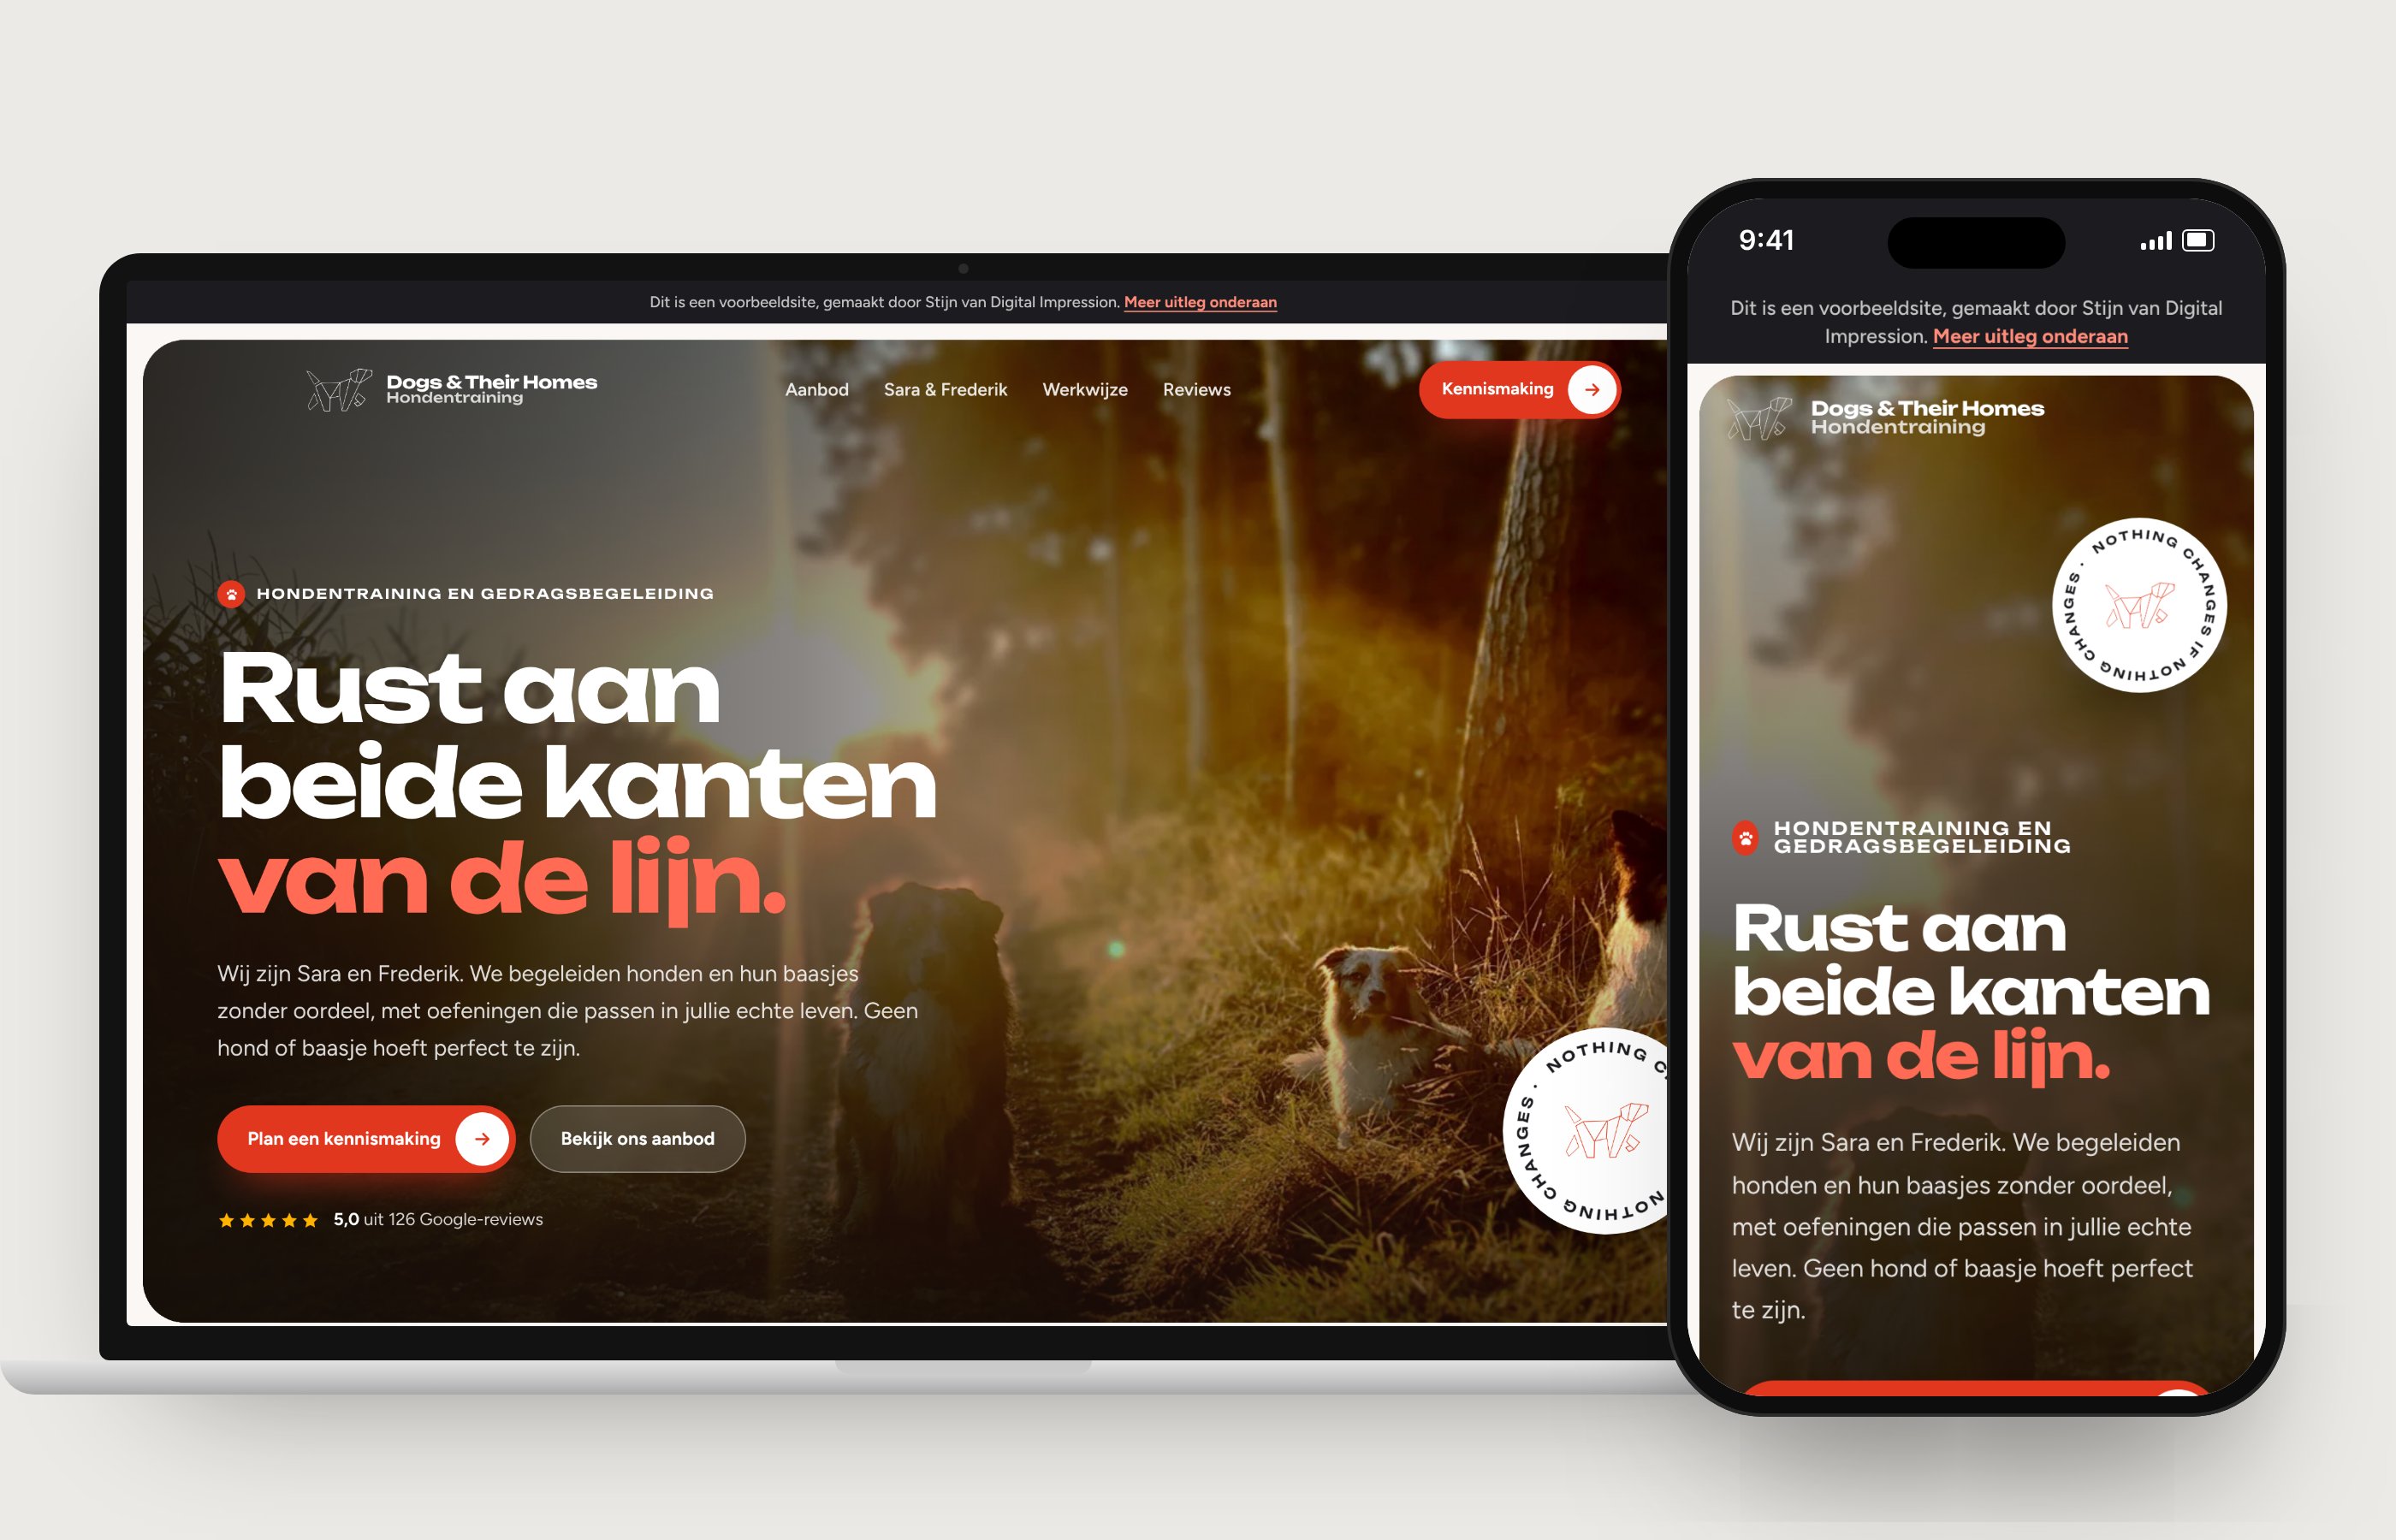 Dit is een voorbeeldsite, gemaakt door Stijn van Digital Impression. Meer uitleg onderaan
Dogs & Their Homes
Hondentraining
Aanbod
Sara & Frederik
Werkwijze
Reviews
Kennismaking
HONDENTRAINING EN GEDRAGSBEGELEIDING
Rust aan
beide kanten
van de lijn.
Wij zijn Sara en Frederik. We begeleiden honden en hun baasjes
zonder oordeel, met oefeningen die passen in jullie echte leven. Geen
hond of baasje hoeft perfect te zijn.
Plan een kennismaking
Bekijk ons aanbod
5,0 uit 126 Google-reviews
NOTHING
NOTHING CHANGES ·
9:41
Dit is een voorbeeldsite, gemaakt door Stijn van Digital
Impression. Meer uitleg onderaan
Dogs & Their Homes
Hondentraining
NOTHING CHANGES IF NOTHING CHANGES ·
HONDENTRAINING EN
GEDRAGSBEGELEIDING
Rust aan
beide kanten
van de lijn.
Wij zijn Sara en Frederik. We begeleiden
honden en hun baasjes zonder oordeel,
met oefeningen die passen in jullie echte
leven. Geen hond of baasje hoeft perfect
te zijn.